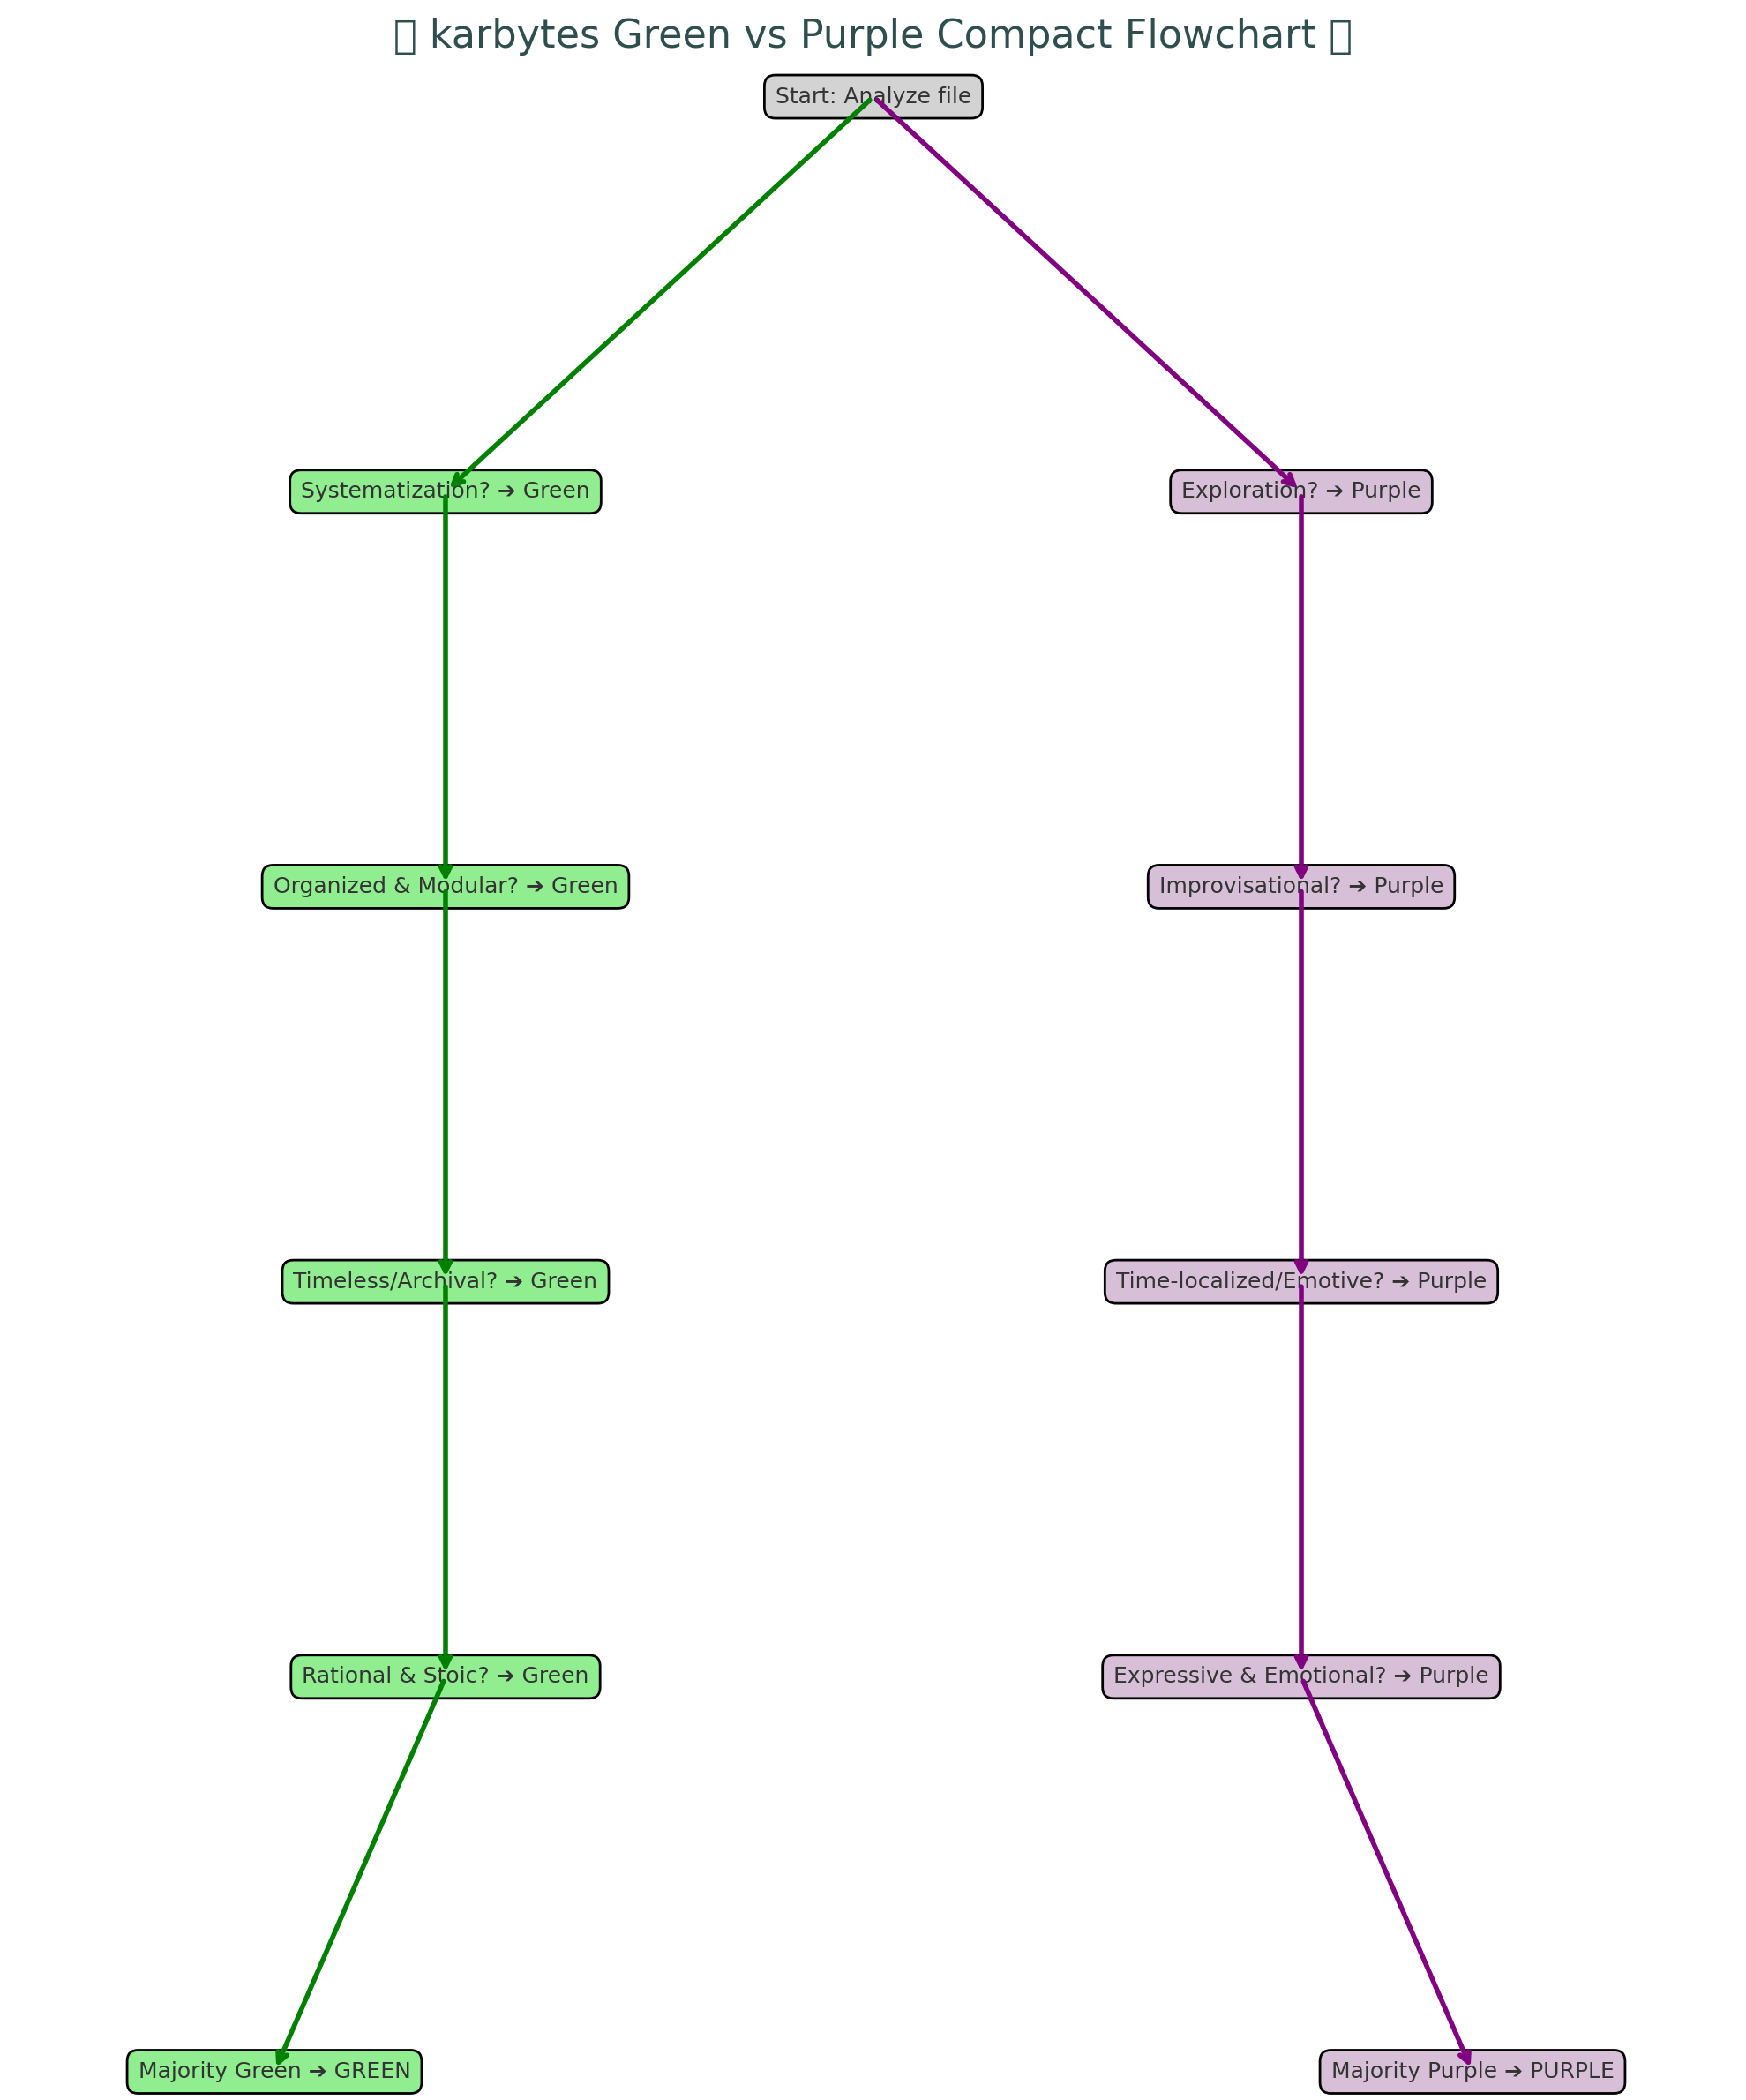 ▯ karbytes Green vs Purple Compact Flowchart ▯
Start: Analyze file
Systematization? ➔ Green
Exploration? ➔ Purple
Organized & Modular? ➔ Green
Improvisational? ➔ Purple
Timeless/Archival? ➔ Green
Time-localized/Emotive? ➔ Purple
Rational & Stoic? ➔ Green
Expressive & Emotional? ➔ Purple
Majority Green ➔ GREEN
Majority Purple ➔ PURPLE